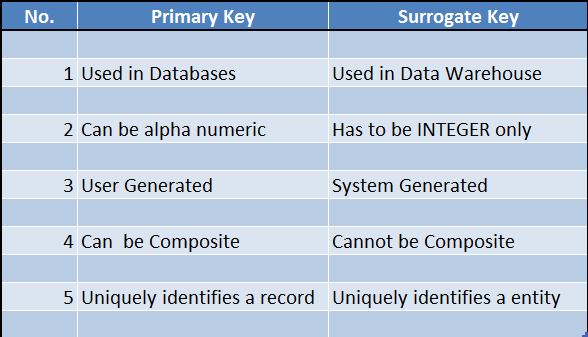 No. Primary Key Surrogate Key
1 Used in Databases Used in Data Warehouse
2 Can be alpha numeric Has to be INTEGER only
3 User Generated System Generated
4 Can  be Composite Cannot be Composite
5 Uniquely identifies a record Uniquely identifies a entity